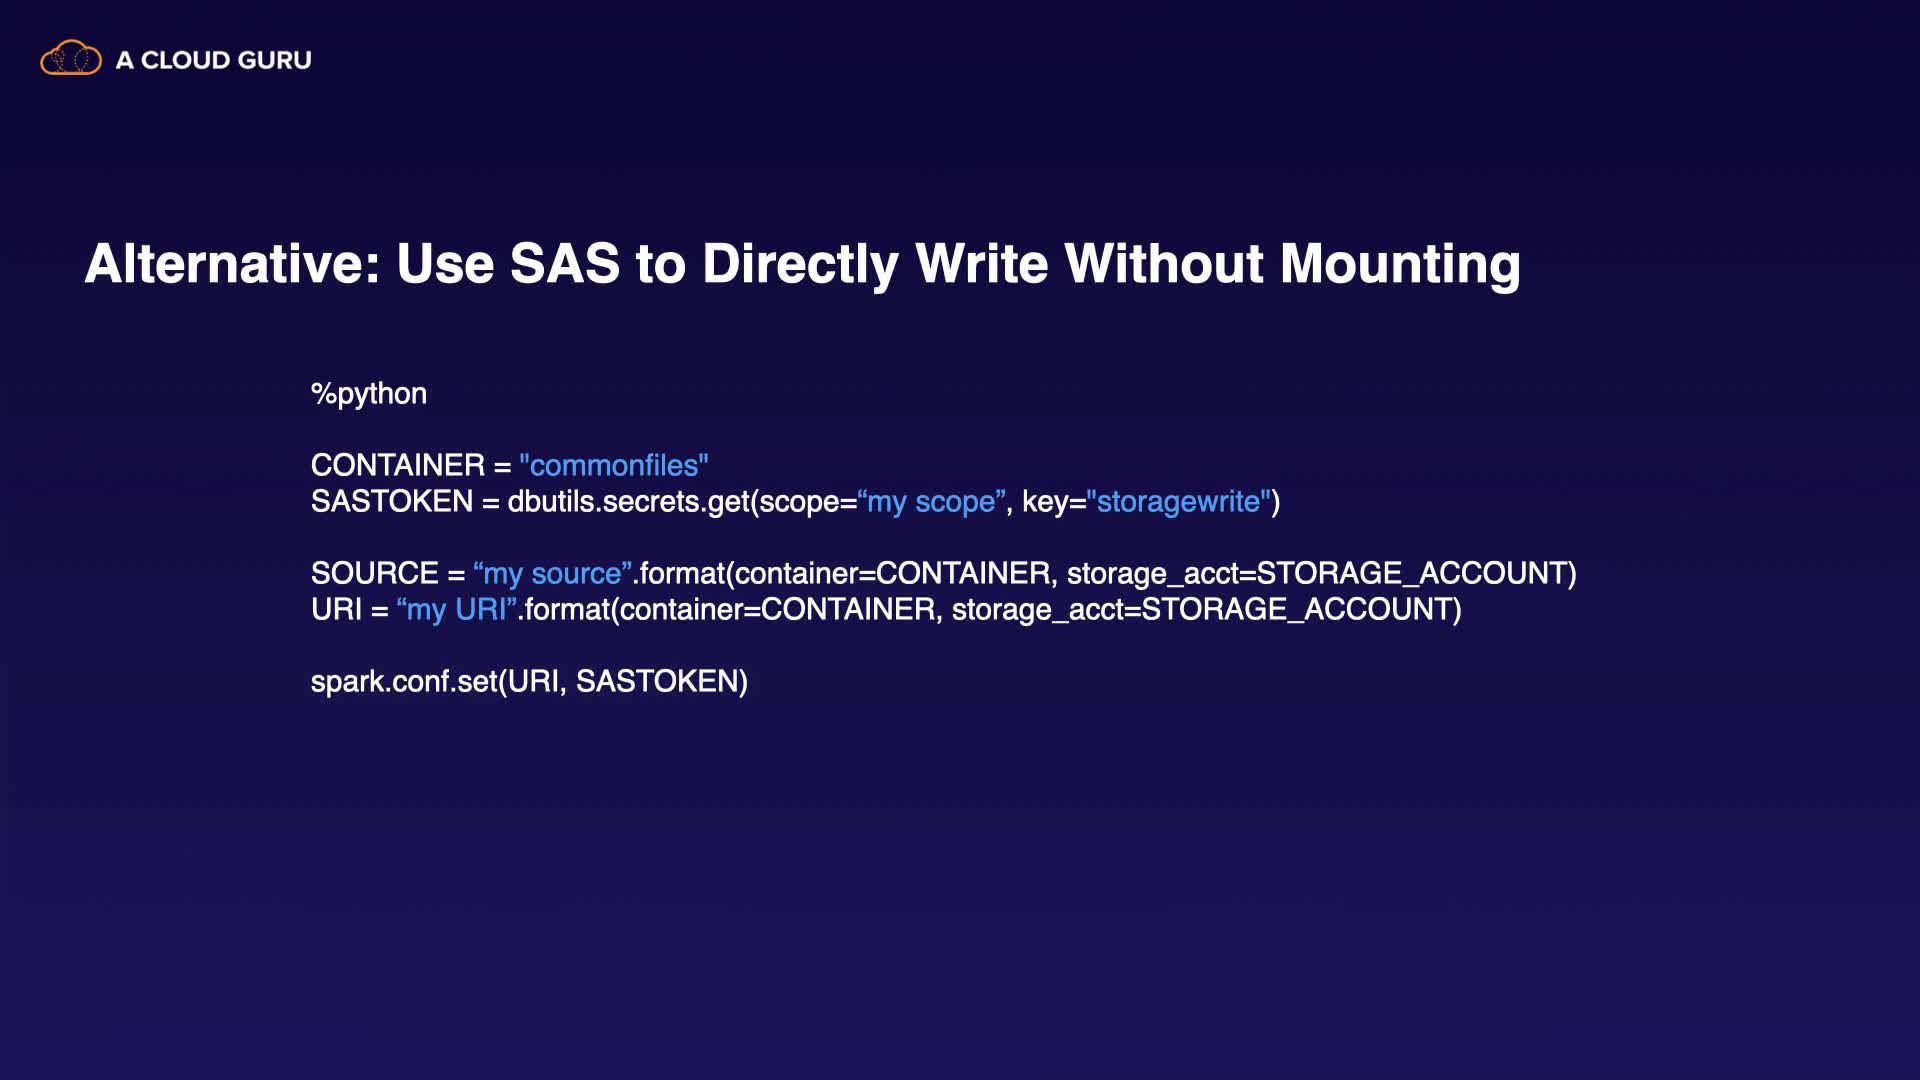 A CLOUD GURU
Alternative: Use SAS to Directly Write Without Mounting
%python
CONTAINER = "commonfiles"
SASTOKEN = dbutils.secrets.get(scope=“my scope”, key="storagewrite")
SOURCE = “my source”.format(container=CONTAINER, storage_acct=STORAGE_ACCOUNT)
URI = “my URI”.format(container=CONTAINER, storage_acct=STORAGE_ACCOUNT)
spark.conf.set(URI, SASTOKEN)